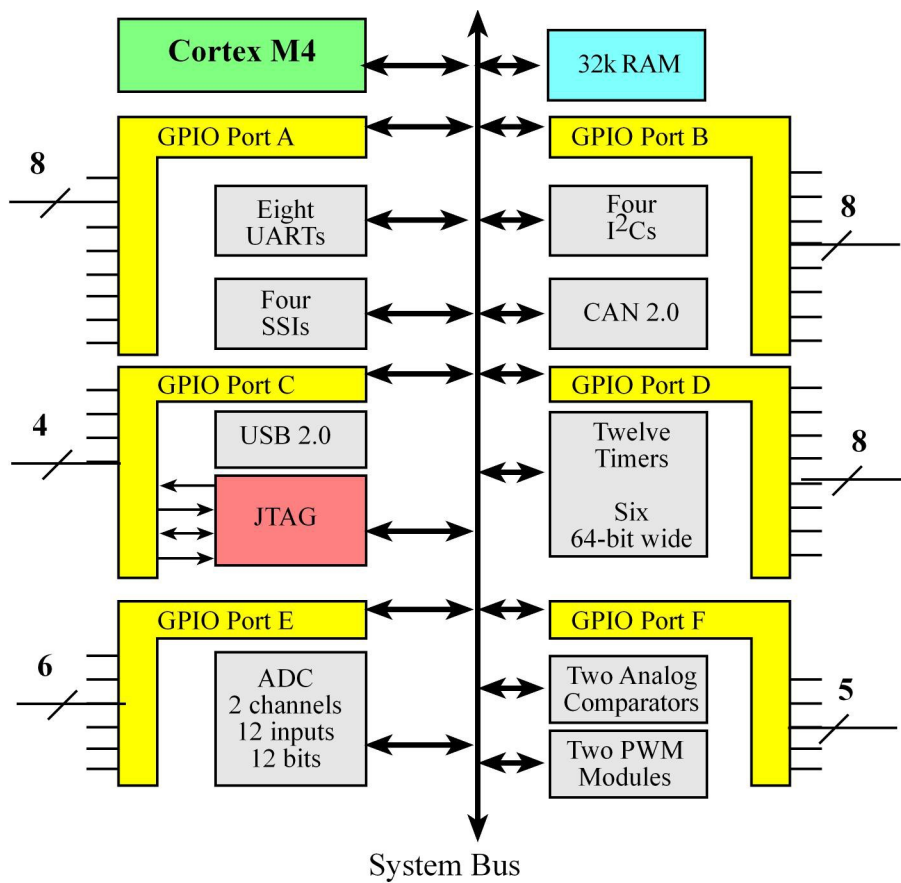 Cortex M4
32k RAM
GPIO Port A
GPIO Port B
8
Eight
UARTs
Four
I²Cs
8
Four
SSIs
CAN 2.0
GPIO Port C
GPIO Port D
4
USB 2.0
Twelve
Timers
8
JTAG
Six
64-bit wide
GPIO Port E
GPIO Port F
6
ADC
2 channels
12 inputs
12 bits
Two Analog
Comparators
5
Two PWM
Modules
System Bus